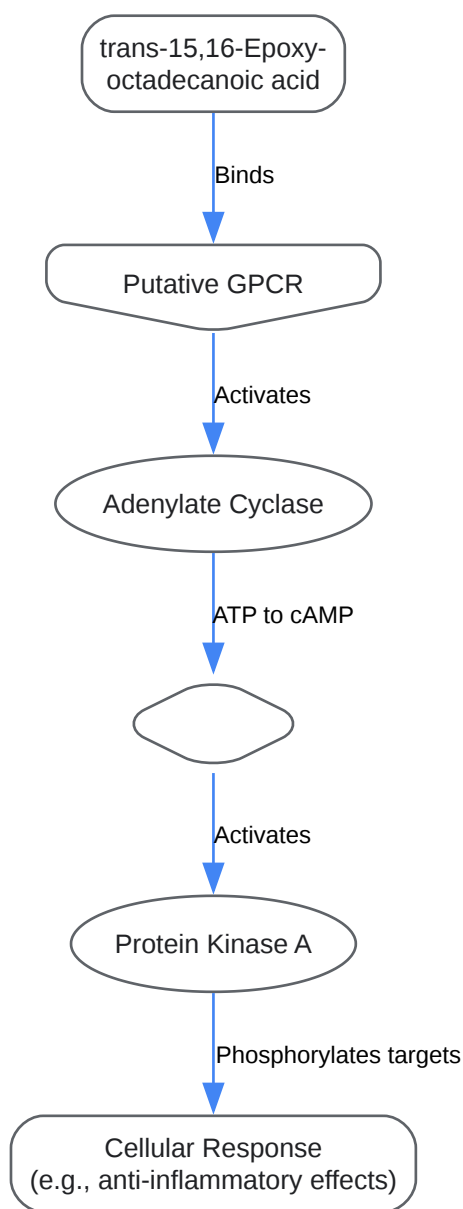 trans-15,16-Epoxy-
octadecanoic acid
Binds
Putative GPCR
Activates
Adenylate Cyclase
ATP to cAMP
Activates
Protein Kinase A
Phosphorylates targets
Cellular Response
(e.g., anti-inflammatory effects)